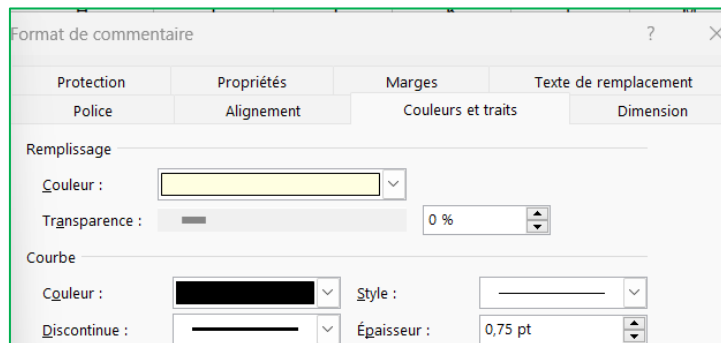 Format de commentaire ?
Protection Propriétés Marges Texte de remplacement
Police Alignement Couleurs et traits Dimension
Remplissage
Couleur :
Transparence : 0 %
Courbe
Couleur : Style :
Discontinue : Épaisseur : 0,75 pt